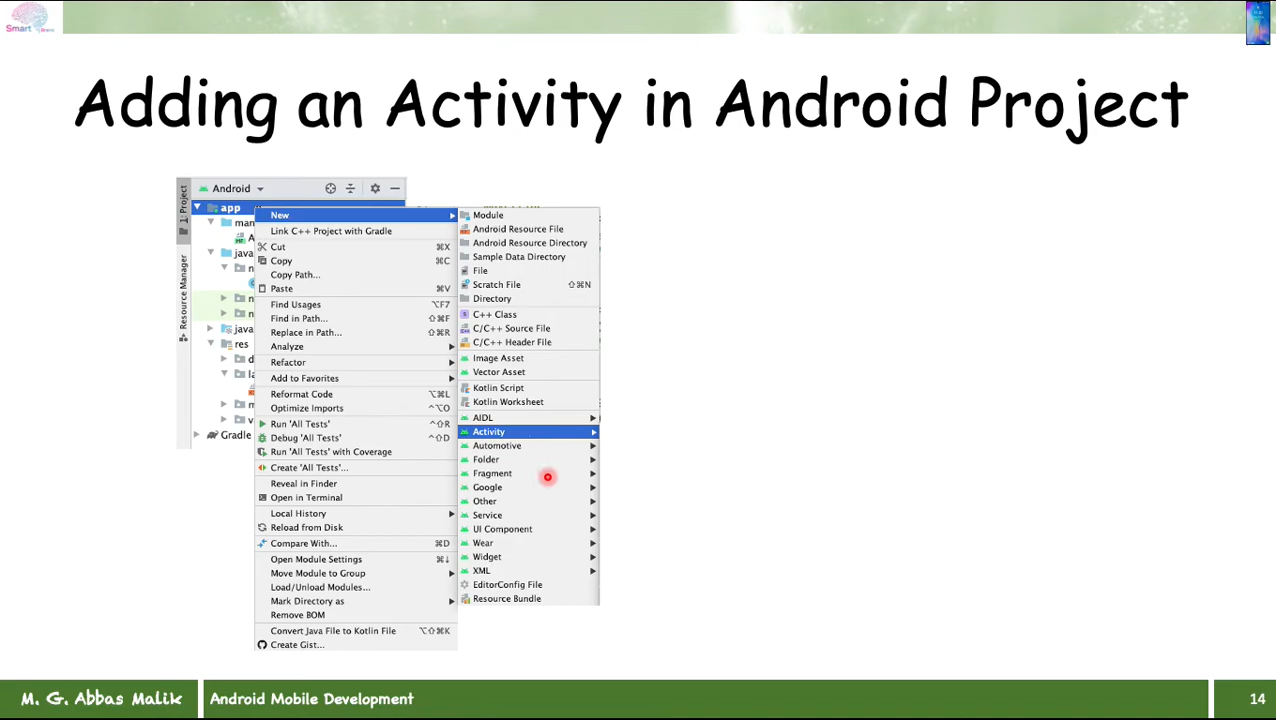 Smart
Adding an Activity in Android Project
1: Project
Resource Manager
Android
app
man
A
java
n
n
n
java
res
d
la
m
v
Gradle
New
Link C++ Project with Gradle
Cut ⌘X
Copy ⌘C
Copy Path...
Paste ⌘V
Find Usages ⌥F7
Find in Path... ⇧⌘F
Replace in Path... ⇧⌘R
Analyze
Refactor
Add to Favorites
Reformat Code ⌥⌘L
Optimize Imports ^⌥O
Run 'All Tests' ^⇧R
Debug 'All Tests' ^⇧D
Run 'All Tests' with Coverage
Create 'All Tests'...
Reveal in Finder
Open in Terminal
Local History
Reload from Disk
Compare With... ⌘D
Open Module Settings ⌘↓
Move Module to Group
Load/Unload Modules...
Mark Directory as
Remove BOM
Convert Java File to Kotlin File ⌥⇧⌘K
Create Gist...
Module
Android Resource File
Android Resource Directory
Sample Data Directory
File
Scratch File ⇧⌘N
Directory
C++ Class
C/C++ Source File
C/C++ Header File
Image Asset
Vector Asset
Kotlin Script
Kotlin Worksheet
AIDL
Activity
Automotive
Folder
Fragment
Google
Other
Service
UI Component
Wear
Widget
XML
EditorConfig File
Resource Bundle
M. G. Abbas Malik
Android Mobile Development
14